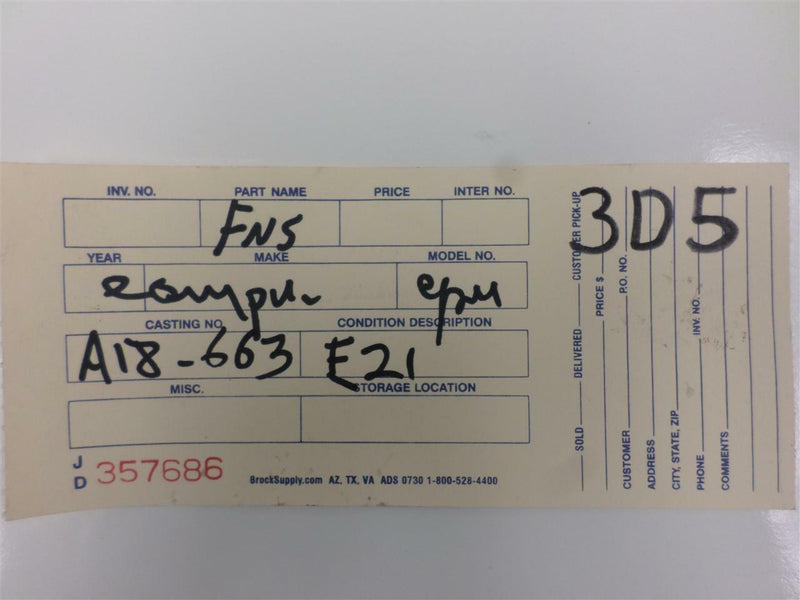 INV. NO. PART NAME PRICE INTER NO.
FNS
YEAR MAKE MODEL NO.
CASTING NO. CONDITION DESCRIPTION
A18-663 E21
MISC. STORAGE LOCATION
JD 357686
BrockSupply.com AZ, TX, VA ADS 0730 1-800-528-4400
3D5
SOLD DELIVERED CUSTOMER PICK-UP
PRICE $
CUSTOMER P.O. NO.
ADDRESS
CITY, STATE, ZIP
PHONE INV. NO.
COMMENTS